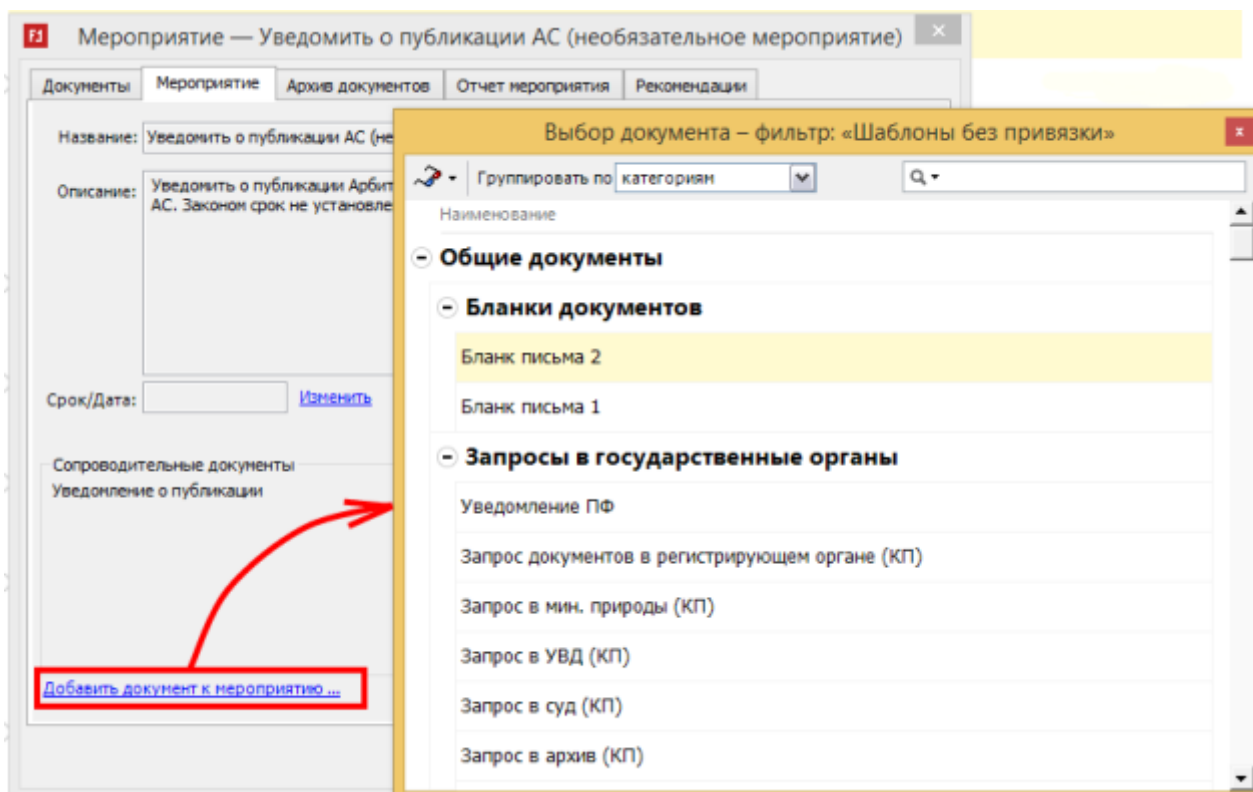 Мероприятие — Уведомить о публикации АС (необязательное мероприятие)
Документы
Мероприятие
Архив документов
Отчет мероприятия
Рекомендации
Название:
Уведомить о публикации АС (не
Описание:
Уведомить о публикации Арбит
АС. Законом срок не установле
Срок/Дата:
Изменить
Сопроводительные документы
Уведомление о публикации
Добавить документ к мероприятию ...
Выбор документа – фильтр: «Шаблоны без привязки»
Группировать по категориям
Наименование
Общие документы
Бланки документов
Бланк письма 2
Бланк письма 1
Запросы в государственные органы
Уведомление ПФ
Запрос документов в регистрирующем органе (КП)
Запрос в мин. природы (КП)
Запрос в УВД (КП)
Запрос в суд (КП)
Запрос в архив (КП)